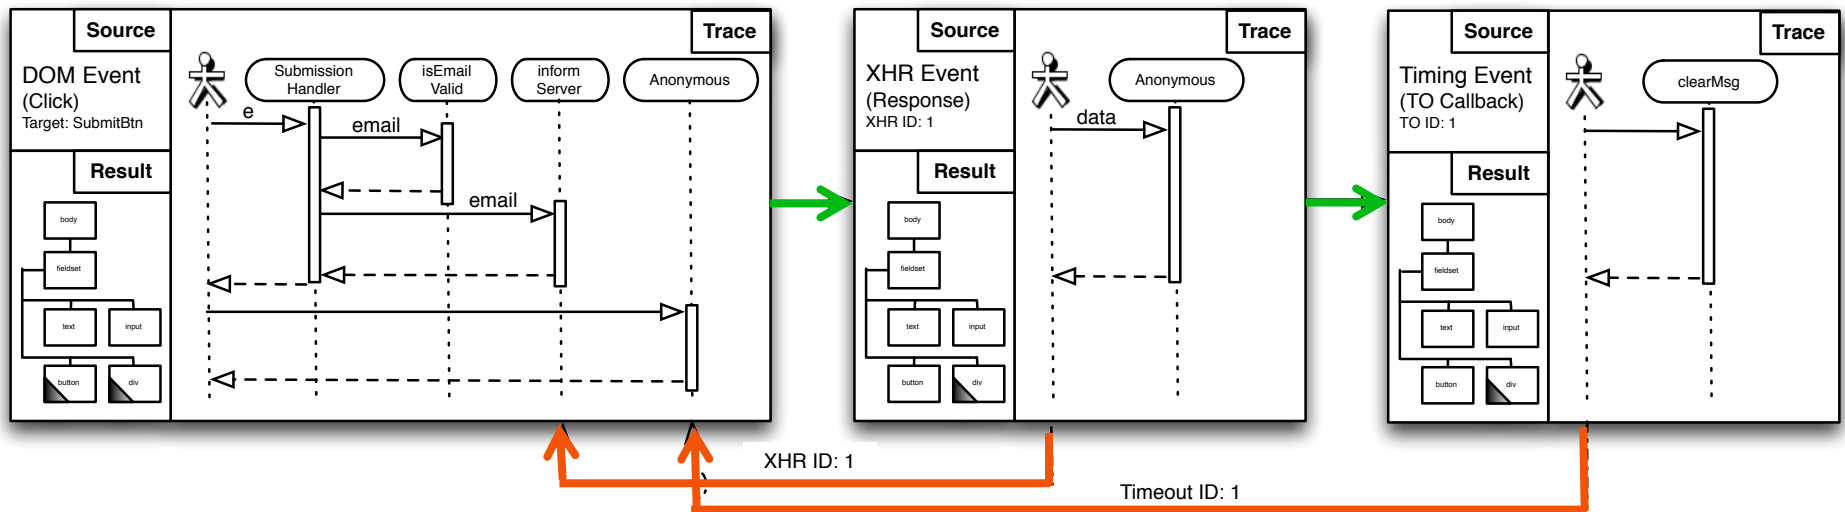 Source
Trace
DOM Event
(Click)
Target: SubmitBtn
Submission
Handler
isEmail
Valid
inform
Server
Anonymous
e
email
email
Result
body
fieldset
text
input
button
div
Source
Trace
XHR Event
(Response)
XHR ID: 1
Anonymous
data
Result
body
fieldset
text
input
button
div
Source
Trace
Timing Event
(TO Callback)
TO ID: 1
clearMsg
Result
body
fieldset
text
input
button
div
XHR ID: 1
Timeout ID: 1